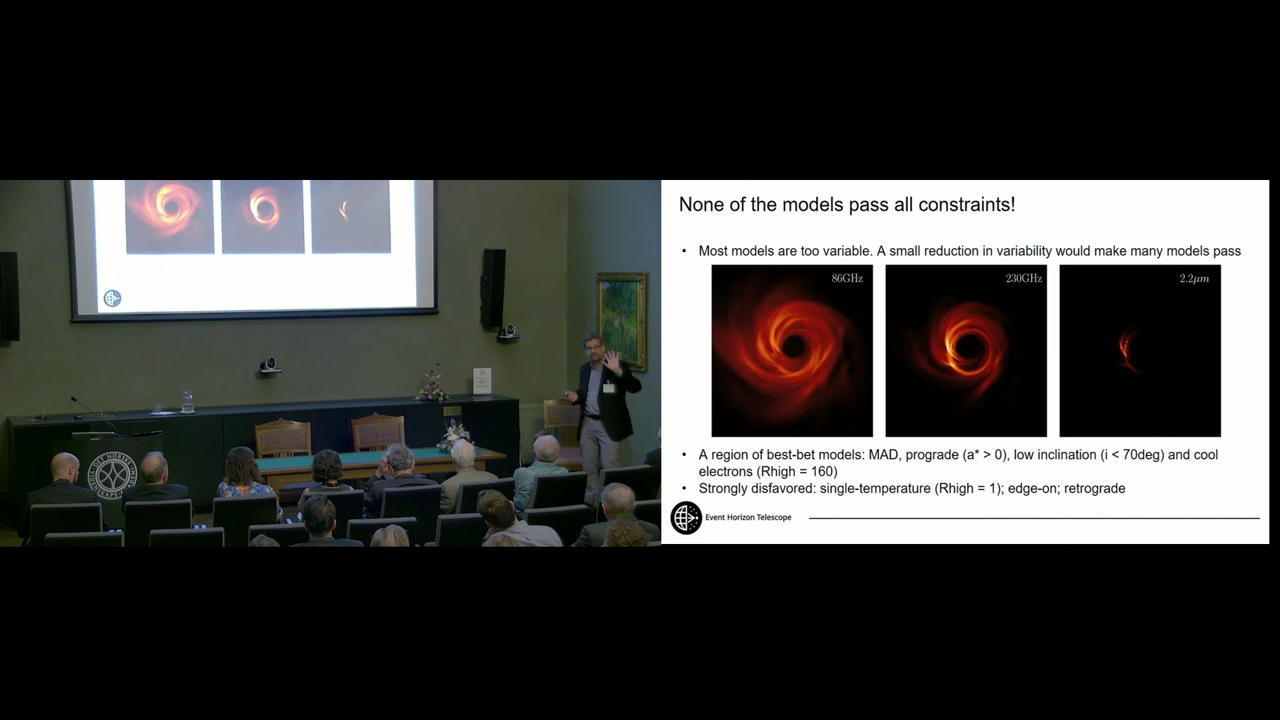 None of the models pass all constraints!
• Most models are too variable. A small reduction in variability would make many models pass
86GHz
230GHz
2.2μm
• A region of best-bet models: MAD, prograde (a* > 0), low inclination (i < 70deg) and cool
electrons (Rhigh = 160)
• Strongly disfavored: single-temperature (Rhigh = 1); edge-on; retrograde
Event Horizon Telescope